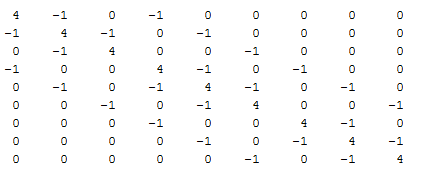 4 -1 0 -1 0 0 0 0 0
-1 4 -1 0 -1 0 0 0 0
0 -1 4 0 0 -1 0 0 0
-1 0 0 4 -1 0 -1 0 0
0 -1 0 -1 4 -1 0 -1 0
0 0 -1 0 -1 4 0 0 -1
0 0 0 -1 0 0 4 -1 0
0 0 0 0 -1 0 -1 4 -1
0 0 0 0 0 -1 0 -1 4